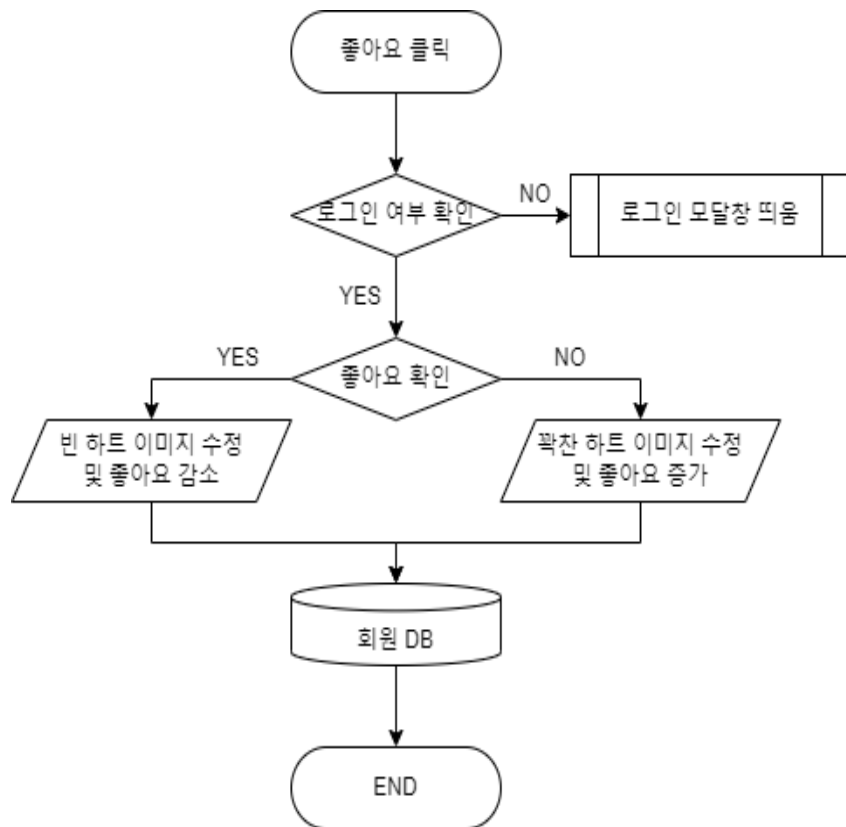 좋아요 클릭
로그인 여부 확인
NO
로그인 모달창 띄움
YES
YES
좋아요 확인
NO
빈 하트 이미지 수정
및 좋아요 감소
꽉찬 하트 이미지 수정
및 좋아요 증가
회원 DB
END